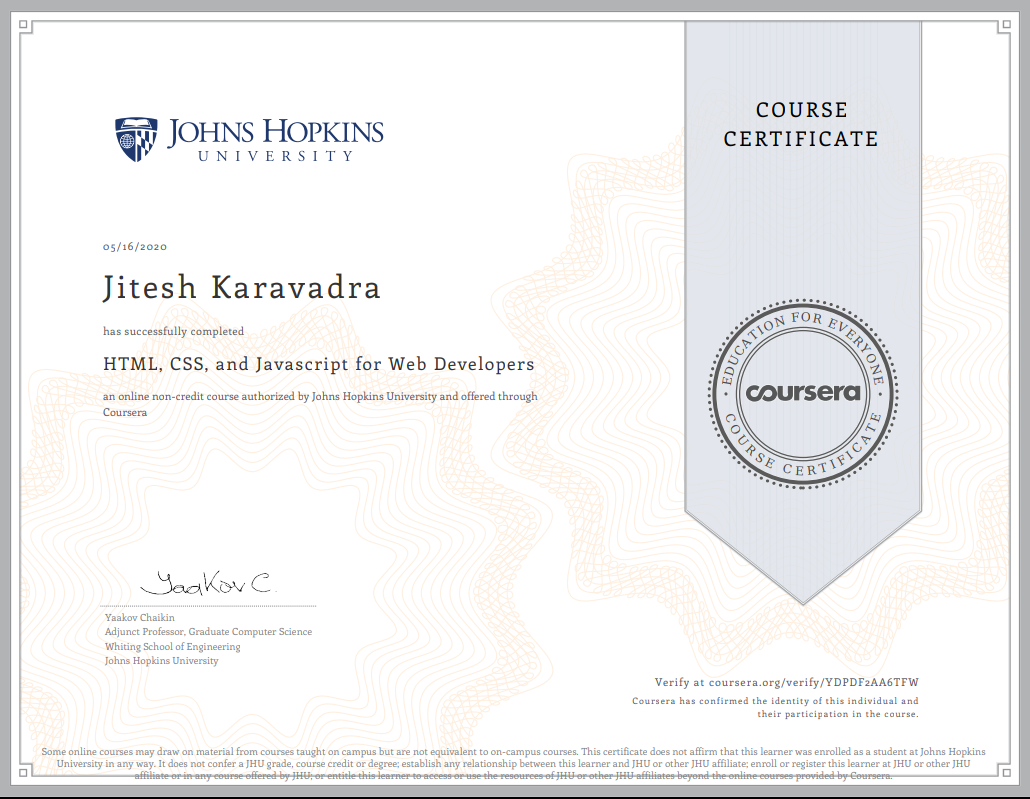 COURSE
CERTIFICATE
JOHNS HOPKINS
UNIVERSITY
05/16/2020
Jitesh Karavadra
has successfully completed
HTML, CSS, and Javascript for Web Developers
an online non-credit course authorized by Johns Hopkins University and offered through
Coursera
EDUCATION FOR EVERYONE
coursera
COURSE CERTIFICATE
Yaakov C.
Yaakov Chaikin
Adjunct Professor, Graduate Computer Science
Whiting School of Engineering
Johns Hopkins University
Verify at coursera.org/verify/YDPDF2AA6TFW
Coursera has confirmed the identity of this individual and
their participation in the course.
Some online courses may draw on material from courses taught on campus but are not equivalent to on-campus courses. This certificate does not affirm that this learner was enrolled as a student at Johns Hopkins
University in any way. It does not confer a JHU grade, course credit or degree; establish any relationship between this learner and JHU or other JHU affiliate; enroll or register this learner at JHU or other JHU
affiliate or in any course offered by JHU; or entitle this learner to access or use the resources of JHU or other JHU affiliates beyond the online courses provided by Coursera.